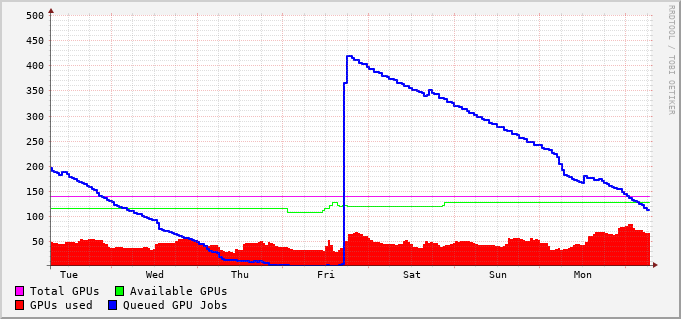 500
450
400
350
300
250
200
150
100
50
Tue Wed Thu Fri Sat Sun Mon
Total GPUs Available GPUs
GPUs used Queued GPU Jobs
RRDTOOL / TOBI OETIKER